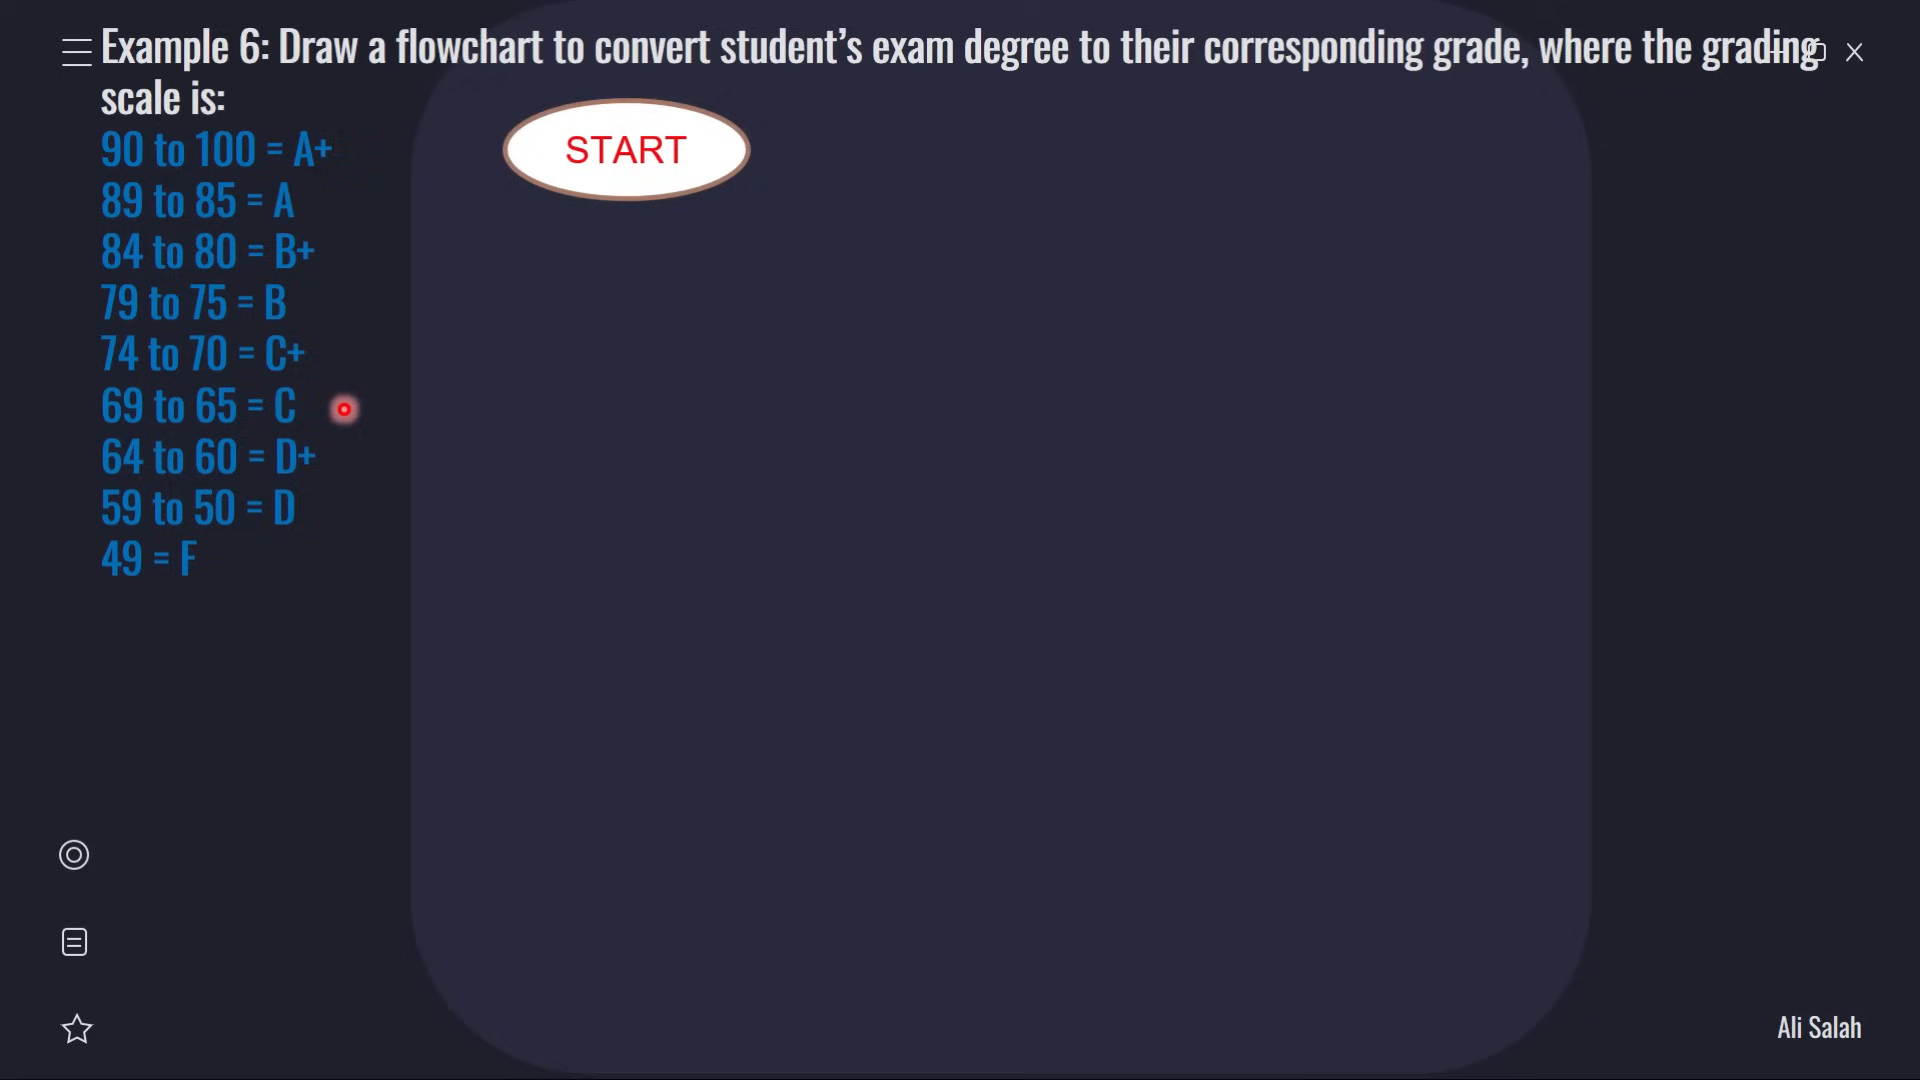 Example 6: Draw a flowchart to convert student’s exam degree to their corresponding grade, where the grading
scale is:
90 to 100 = A+
89 to 85 = A
84 to 80 = B+
79 to 75 = B
74 to 70 = C+
69 to 65 = C
64 to 60 = D+
59 to 50 = D
49 = F
START
Ali Salah